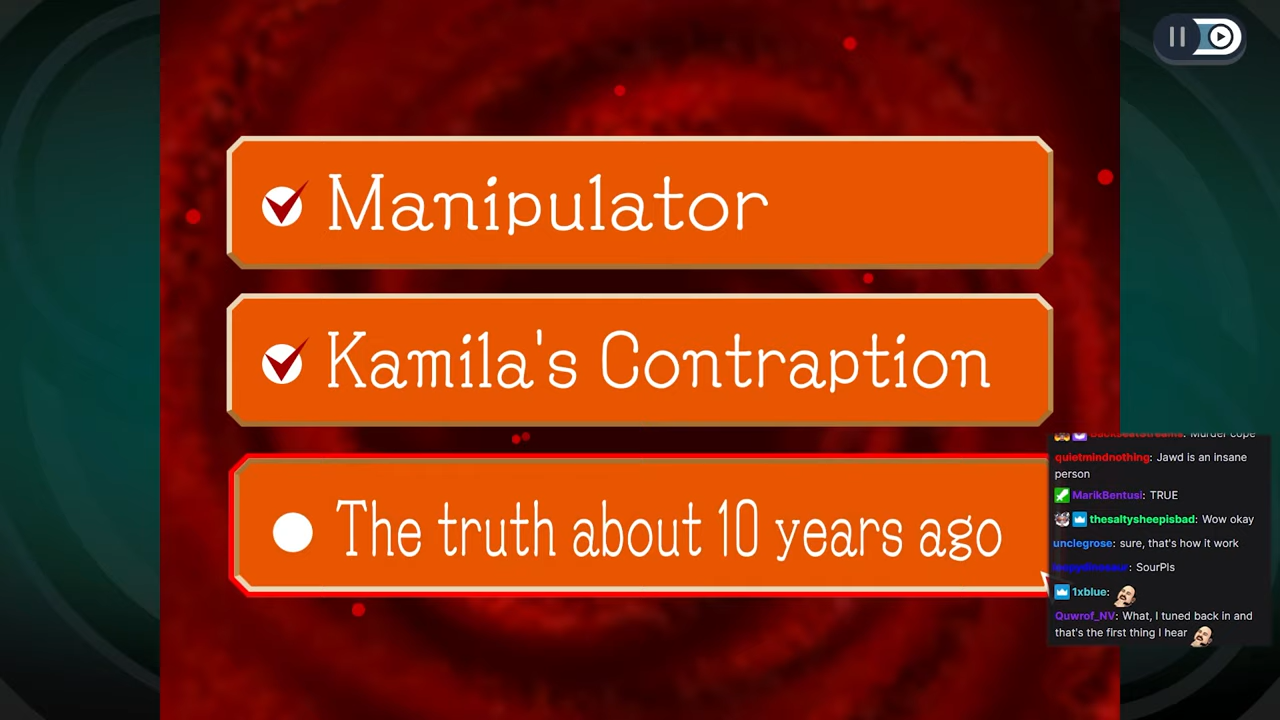 Manipulator
Kamila's Contraption
The truth about 10 years ago
Murder cope
quietmindnothing: Jawd is an insane
person
MarikBentusi: TRUE
thesaltysheepisbad: Wow okay
unclegrose: sure, that's how it work
: SourPls
1xblue:
Quwrof_NV: What, I tuned back in and
that's the first thing I hear